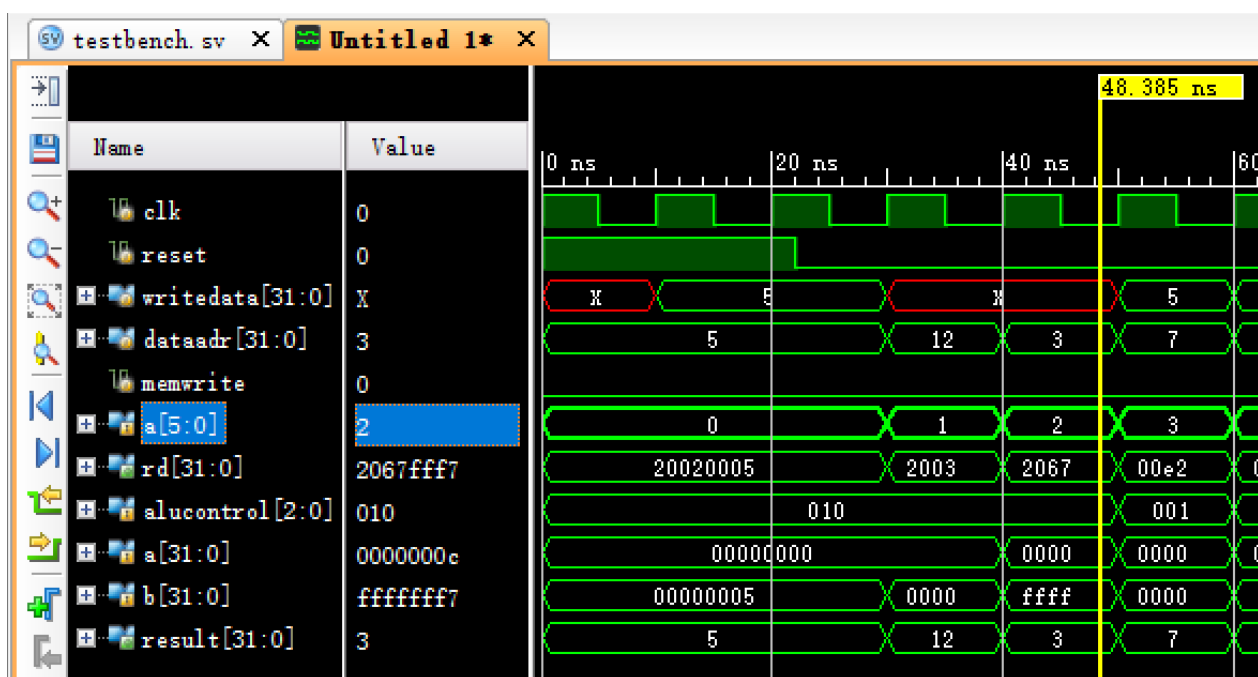 SV testbench.sv X Untitled 1* X
48.385 ns
Name Value 0 ns 20 ns 40 ns 60
clk 0
reset 0
writedata[31:0] X X 5 X 5
dataadr[31:0] 3 5 12 3 7
memwrite 0
a[5:0] 2 0 1 2 3
rd[31:0] 2067fff7 20020005 2003 2067 00e2
alucontrol[2:0] 010 010 001
a[31:0] 0000000c 00000000 0000 0000
b[31:0] fffffff7 00000005 0000 ffff 0000
result[31:0] 3 5 12 3 7